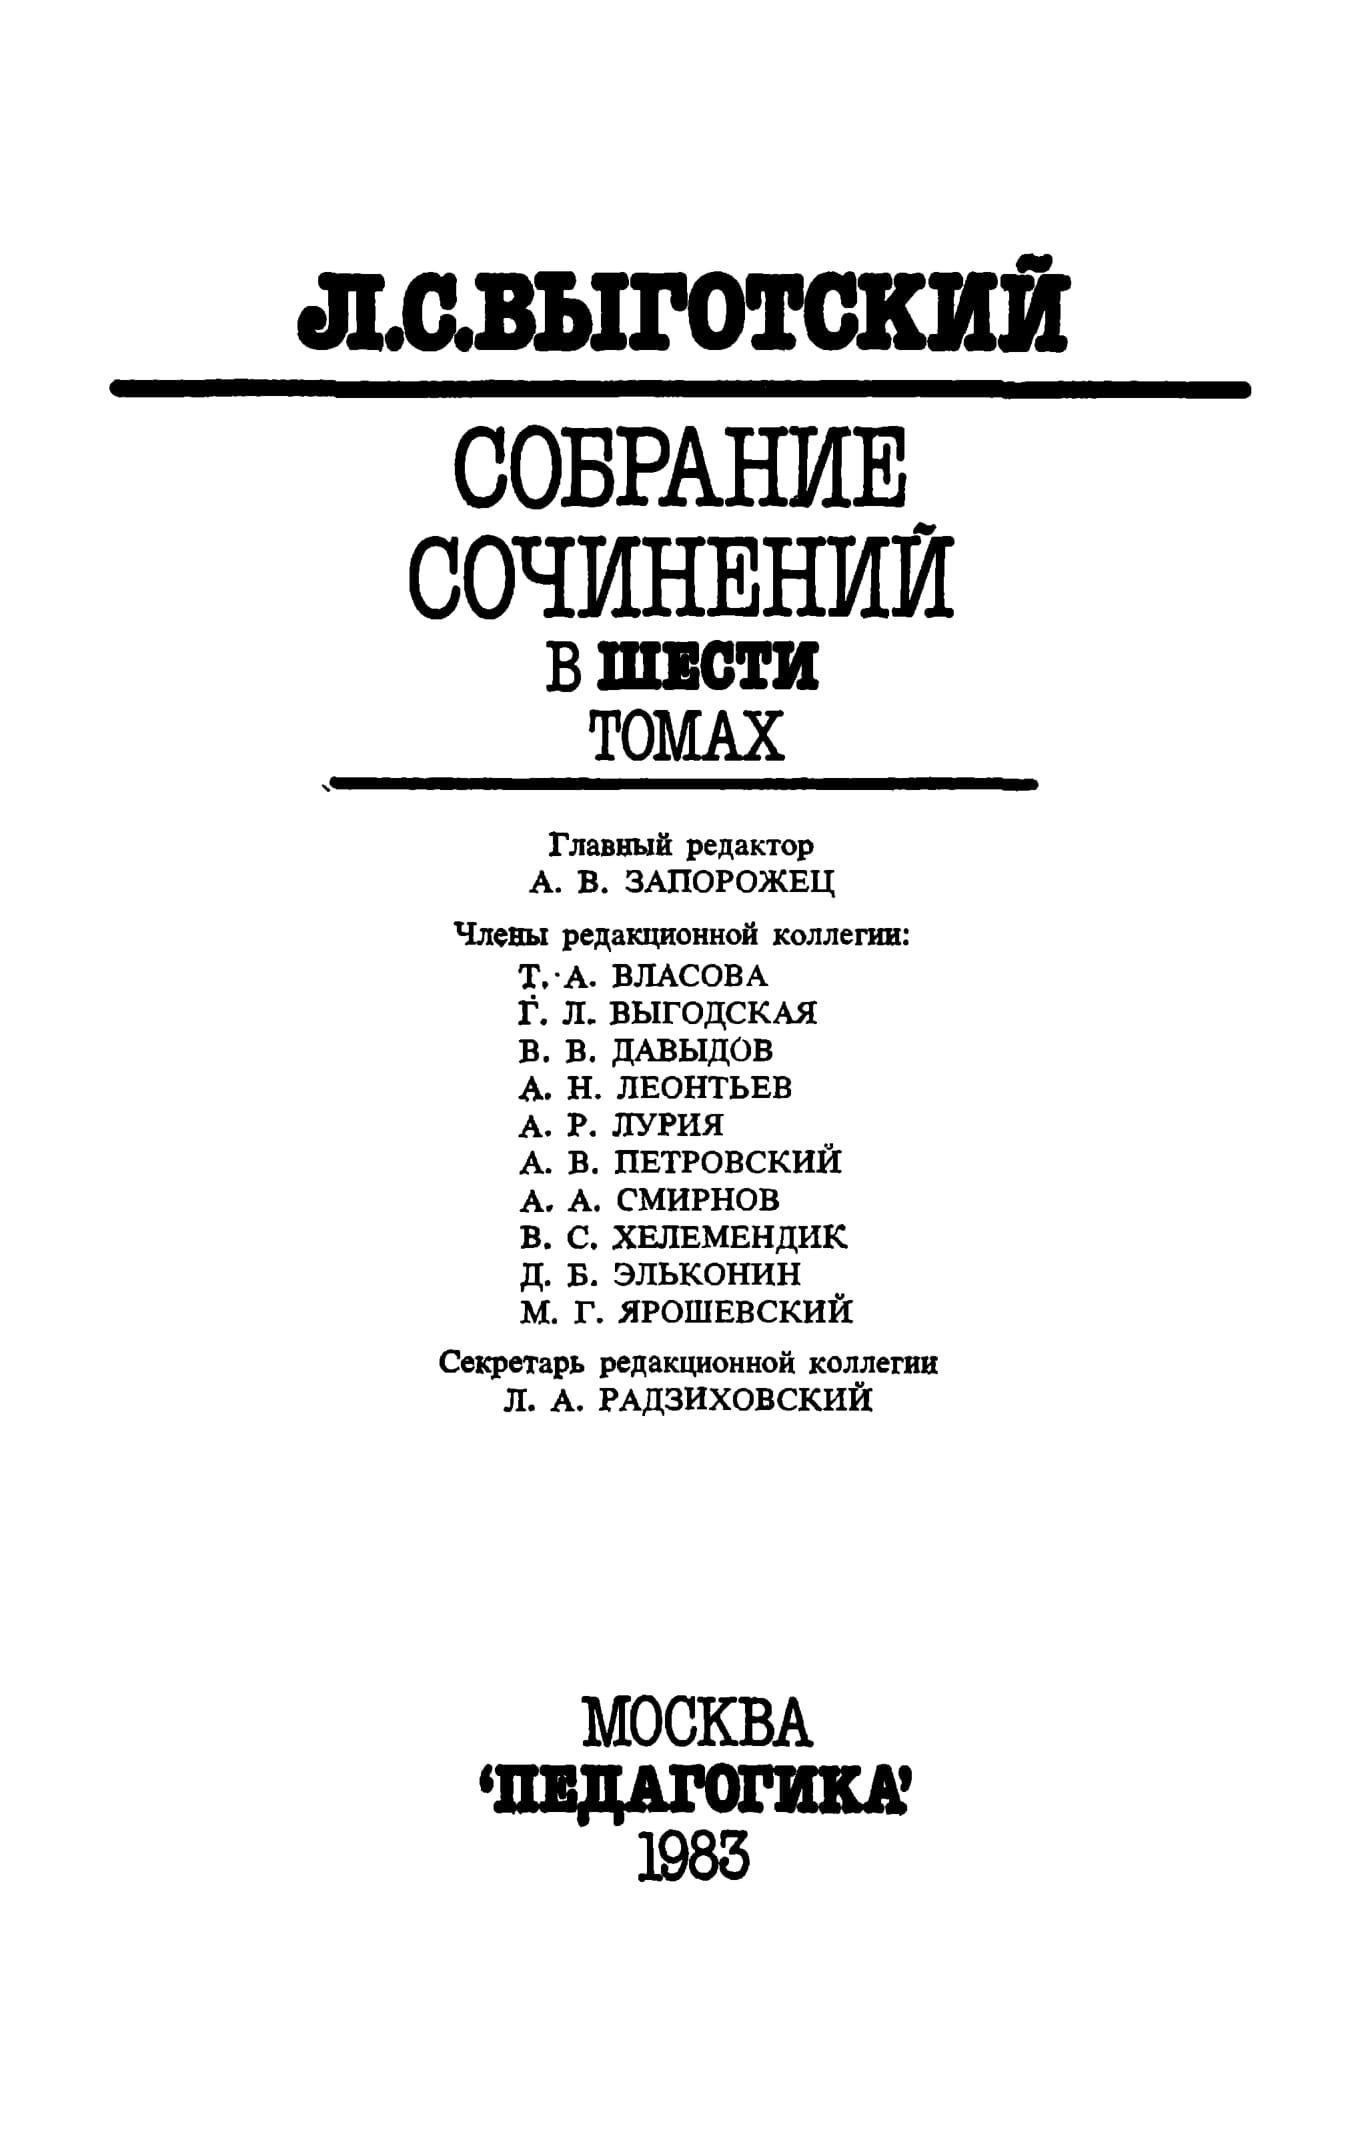 Л.С.ВЫГОТСКИЙ
СОБРАНИЕ
СОЧИНЕНИЙ
В ШЕСТИ
ТОМАХ
Главный редактор
А. В. ЗАПОРОЖЕЦ
Члены редакционной коллегии:
Т. А. ВЛАСОВА
Г. Л. ВЫГОДСКАЯ
В. В. ДАВЫДОВ
А. Н. ЛЕОНТЬЕВ
А. Р. ЛУРИЯ
А. В. ПЕТРОВСКИЙ
А. А. СМИРНОВ
В. С. ХЕЛЕМЕНДИК
Д. Б. ЭЛЬКОНИН
М. Г. ЯРОШЕВСКИЙ
Секретарь редакционной коллегии
Л. А. РАДЗИХОВСКИЙ
МОСКВА
‘ПЕДАГОГИКА’
1983